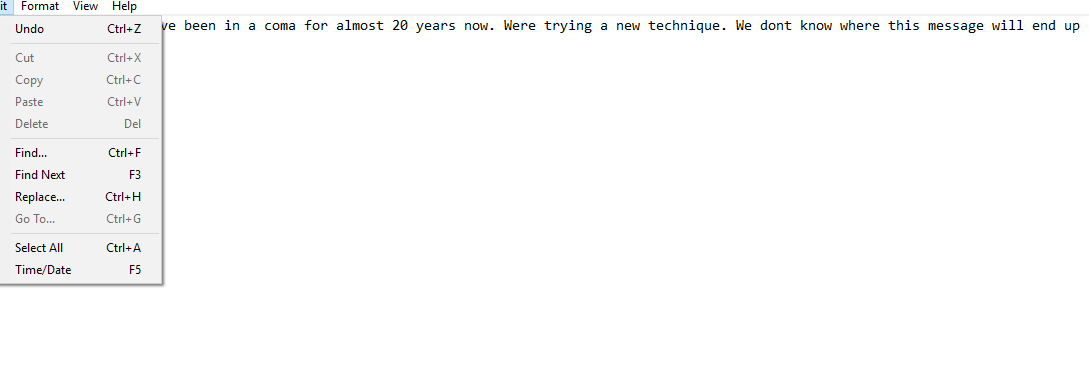 it Format View Help
Undo Ctrl+Z
ve been in a coma for almost 20 years now. Were trying a new technique. We dont know where this message will end up
Cut Ctrl+X
Copy Ctrl+C
Paste Ctrl+V
Delete Del
Find... Ctrl+F
Find Next F3
Replace... Ctrl+H
Go To... Ctrl+G
Select All Ctrl+A
Time/Date F5